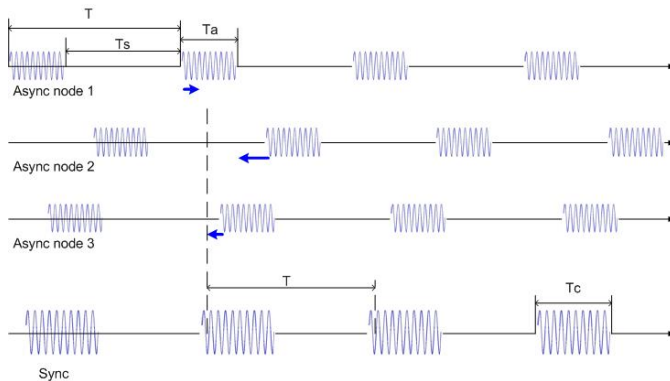 T
Ts
Ta
Async node 1
Async node 2
Async node 3
T
Tc
Sync